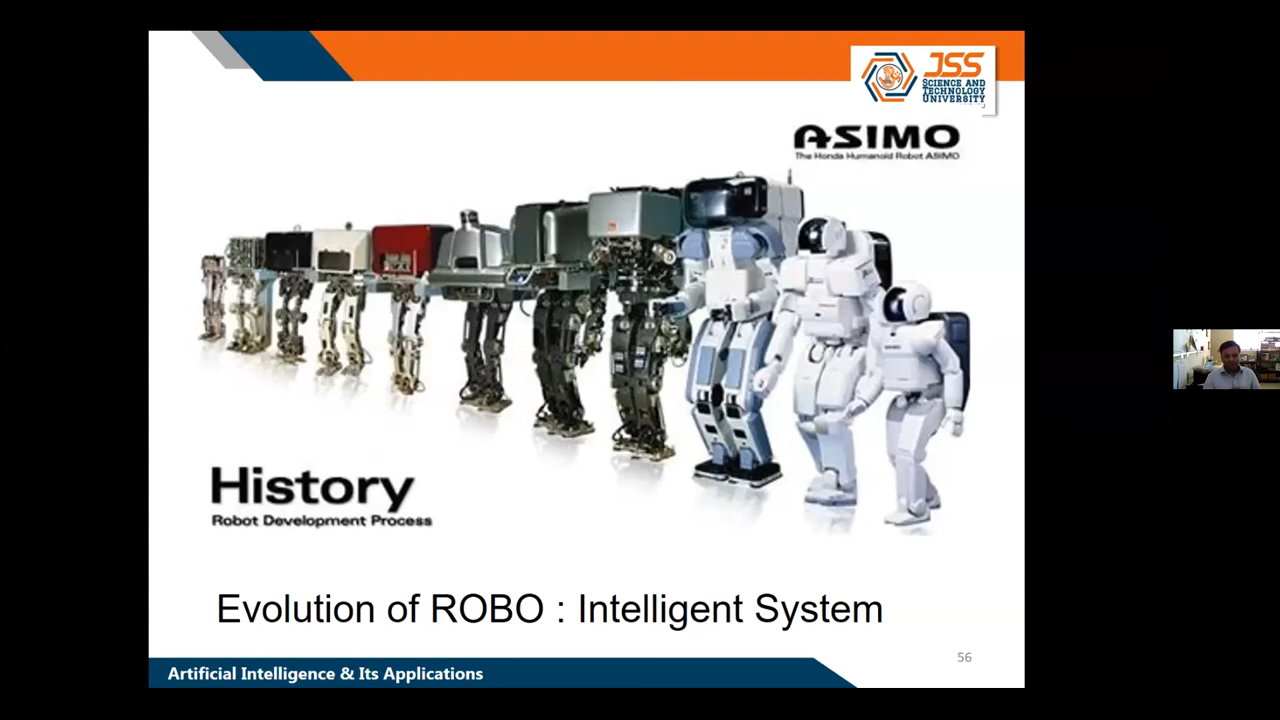 JSS
SCIENCE AND
TECHNOLOGY
UNIVERSITY
ASIMO
The Honda Humanoid Robot ASIMO
History
Robot Development Process
Evolution of ROBO : Intelligent System
56
Artificial Intelligence & Its Applications